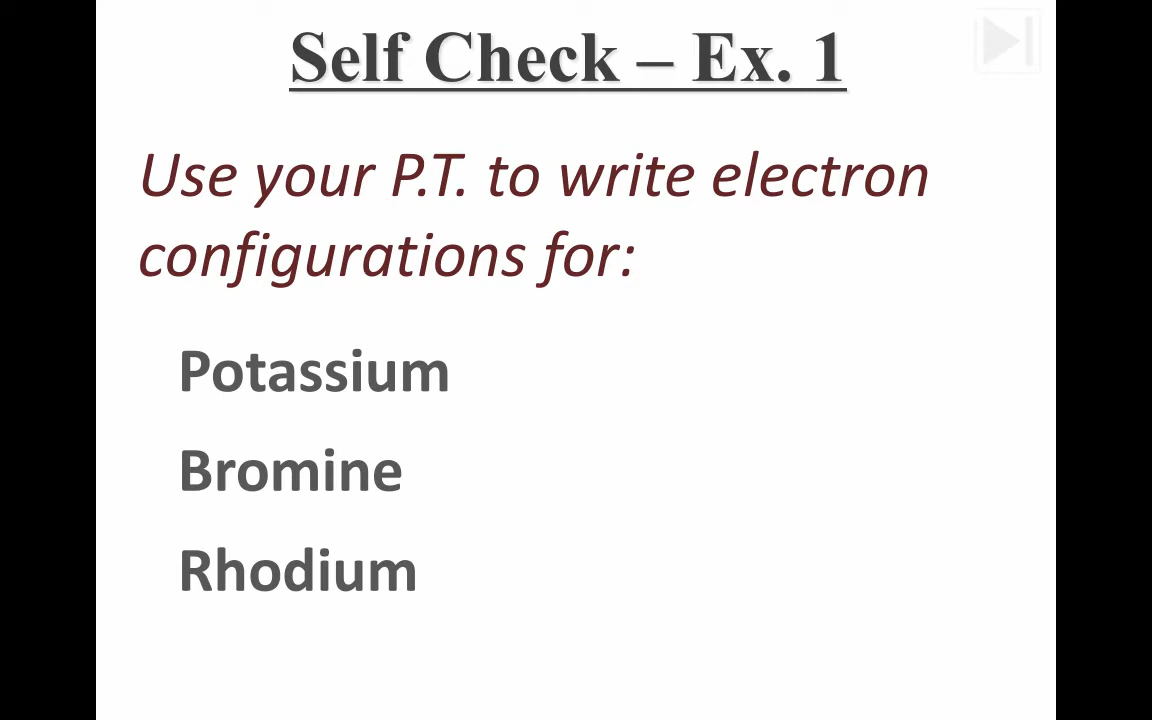 Self Check – Ex. 1
Use your P.T. to write electron
configurations for:
Potassium
Bromine
Rhodium